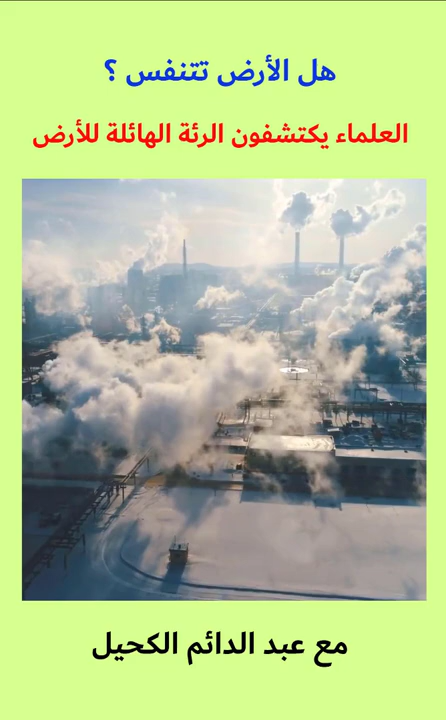 هل الأرض تتنفس ؟
العلماء يكتشفون الرئة الهائلة للأرض
مع عبد الدائم الكحيل